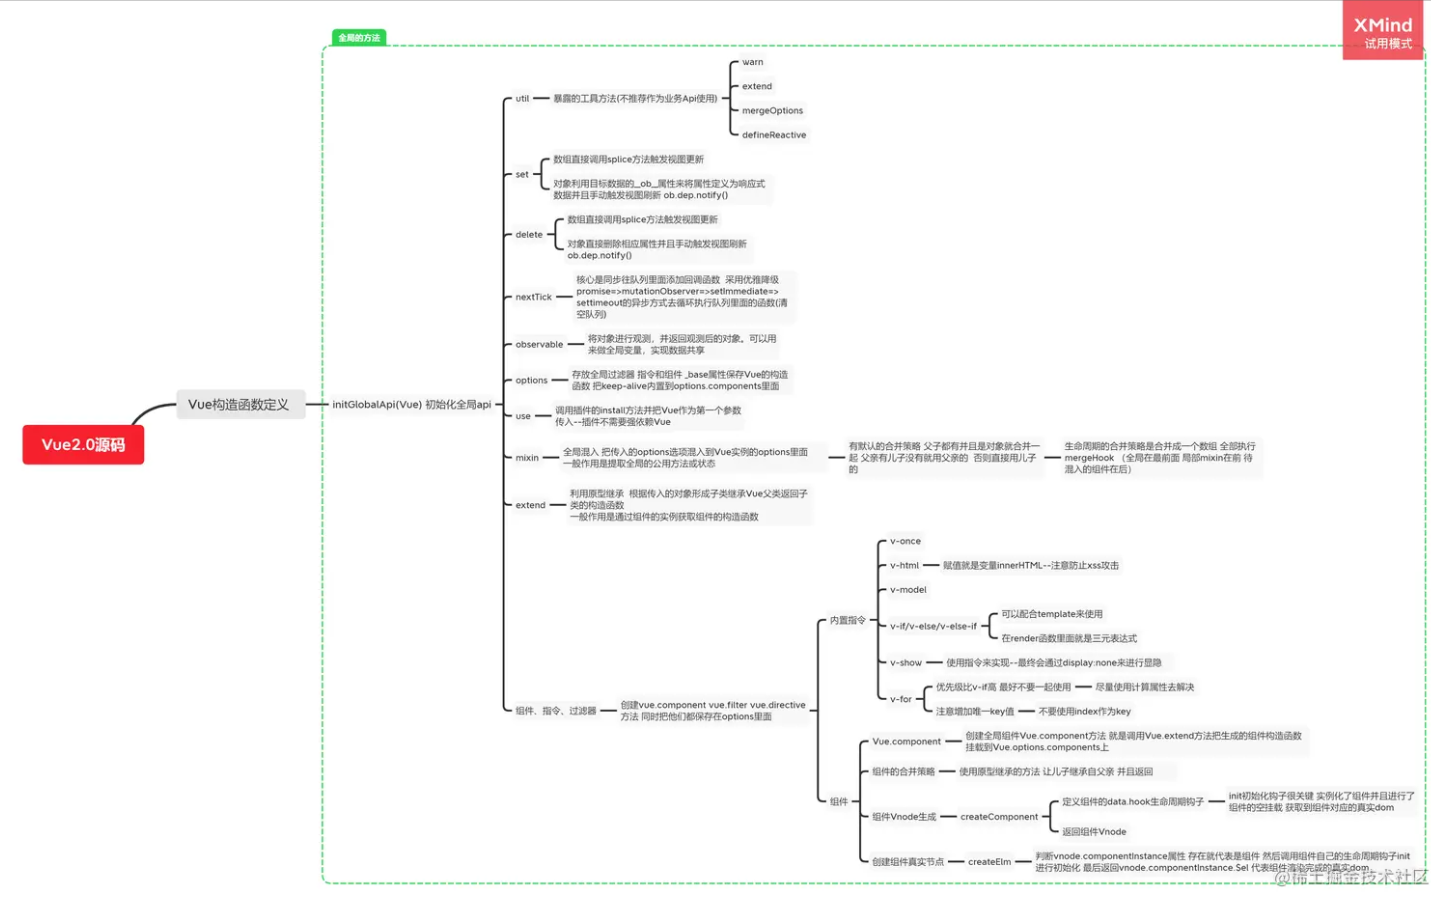 XMind
试用模式
全局的方法
Vue2.0源码
Vue构造函数定义
initGlobalApi(Vue) 初始化全局api
util
暴露的工具方法(不推荐作为业务Api使用)
warn
extend
mergeOptions
defineReactive
set
数组直接调用splice方法触发视图更新
对象利用目标数据的_ob_属性来将属性定义为响应式
数据并且手动触发视图刷新 ob.dep.notify()
delete
数组直接调用splice方法触发视图更新
对象直接删除相应属性并且手动触发视图刷新
ob.dep.notify()
nextTick
核心是同步往队列里面添加回调函数 采用优雅降级
promise=>mutationObserver=>setImmediate=>
settimeout的异步方式去循环执行队列里面的函数(清
空队列)
observable
将对象进行观测，并返回观测后的对象。可以用
来做全局变量，实现数据共享
options
存放全局过滤器 指令和组件 _base属性保存Vue的构造
函数 把keep-alive内置到options.components里面
use
调用插件的install方法并把Vue作为第一个参数
传入--插件不需要强依赖Vue
mixin
全局混入 把传入的options选项混入到Vue实例的options里面
一般作用是提取全局的公用方法或状态
有默认的合并策略 父子都有并且是对象就合并一
起 父亲有儿子没有就用父亲的 否则直接用儿子
的
生命周期的合并策略是合并成一个数组 全部执行
mergeHook （全局在最前面 局部mixin在前 待
混入的组件在后）
extend
利用原型继承 根据传入的对象形成子类继承Vue父类返回子
类的构造函数
一般作用是通过组件的实例获取组件的构造函数
组件、指令、过滤器
创建vue.component vue.filter vue.directive
方法 同时把他们都保存在options里面
内置指令
v-once
v-html
赋值就是变量innerHTML--注意防止xss攻击
v-model
v-if/v-else/v-else-if
可以配合template来使用
在render函数里面就是三元表达式
v-show
使用指令来实现--最终会通过display:none来进行显隐
v-for
优先级比v-if高 最好不要一起使用
尽量使用计算属性去解决
注意增加唯一key值
不要使用index作为key
组件
Vue.component
创建全局组件Vue.component方法 就是调用Vue.extend方法把生成的组件构造函数
挂载到Vue.options.components上
组件的合并策略
使用原型继承的方法 让儿子继承自父亲 并且返回
组件Vnode生成
createComponent
定义组件的data.hook生命周期钩子
init初始化钩子很关键 实例化了组件并且进行了
组件的空挂载 获取到组件对应的真实dom
返回组件Vnode
创建组件真实节点
createElm
判断vnode.componentInstance属性 存在就代表是组件 然后调用组件自己的生命周期钩子init
进行初始化 最后返回vnode.componentInstance.Sel 代表组件渲染完成的真实dom
@稀土掘金技术社区